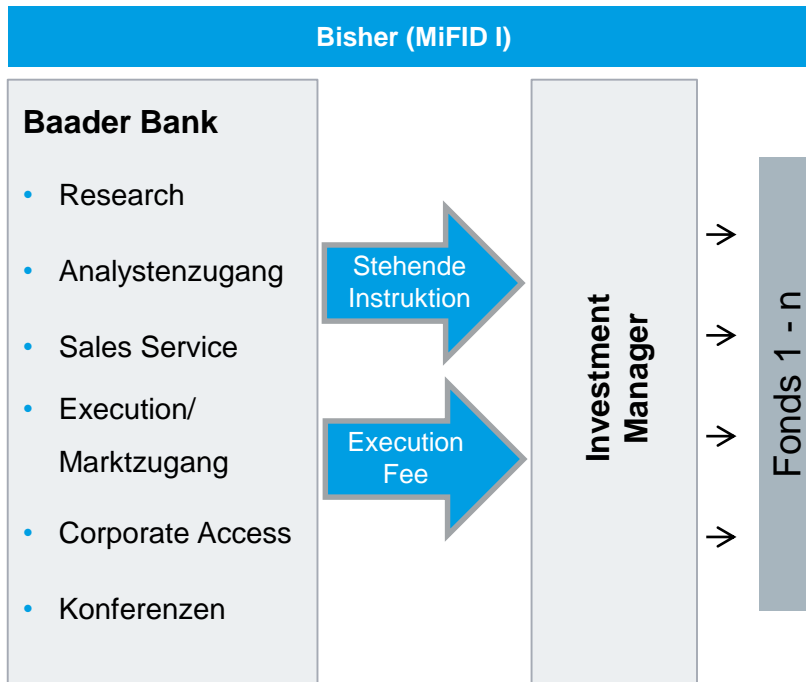 Bisher (MiFID I)
Baader Bank
• Research
• Analystenzugang
• Sales Service
• Execution/
Marktzugang
• Corporate Access
• Konferenzen
Stehende
Instruktion
Execution
Fee
Investment
Manager
Fonds 1 - n